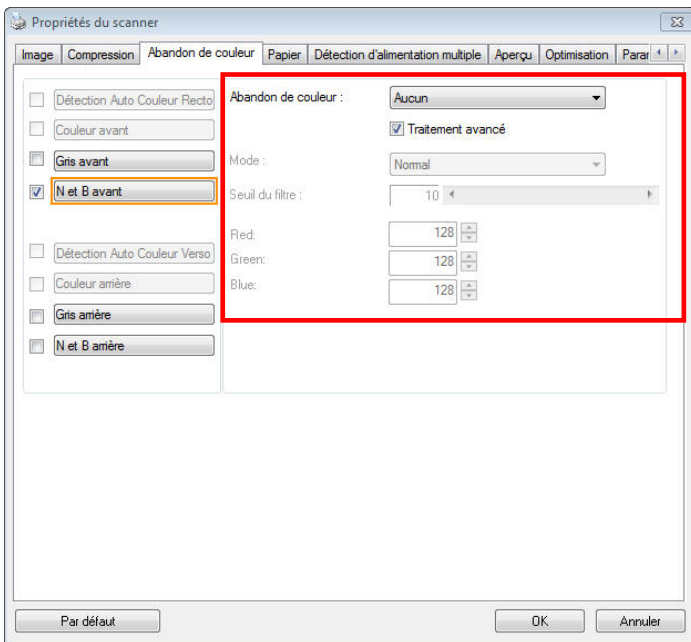 Propriétés du scanner
Image Compression Abandon de couleur Papier Détection d'alimentation multiple Aperçu Optimisation Parar
Détection Auto Couleur Recto
Couleur avant
Gris avant
N et B avant
Détection Auto Couleur Verso
Couleur arrière
Gris arrière
N et B arrière
Abandon de couleur : Aucun
Traitement avancé
Mode : Normal
Seuil du filtre : 10
Red: 128
Green: 128
Blue: 128
Par défaut OK Annuler